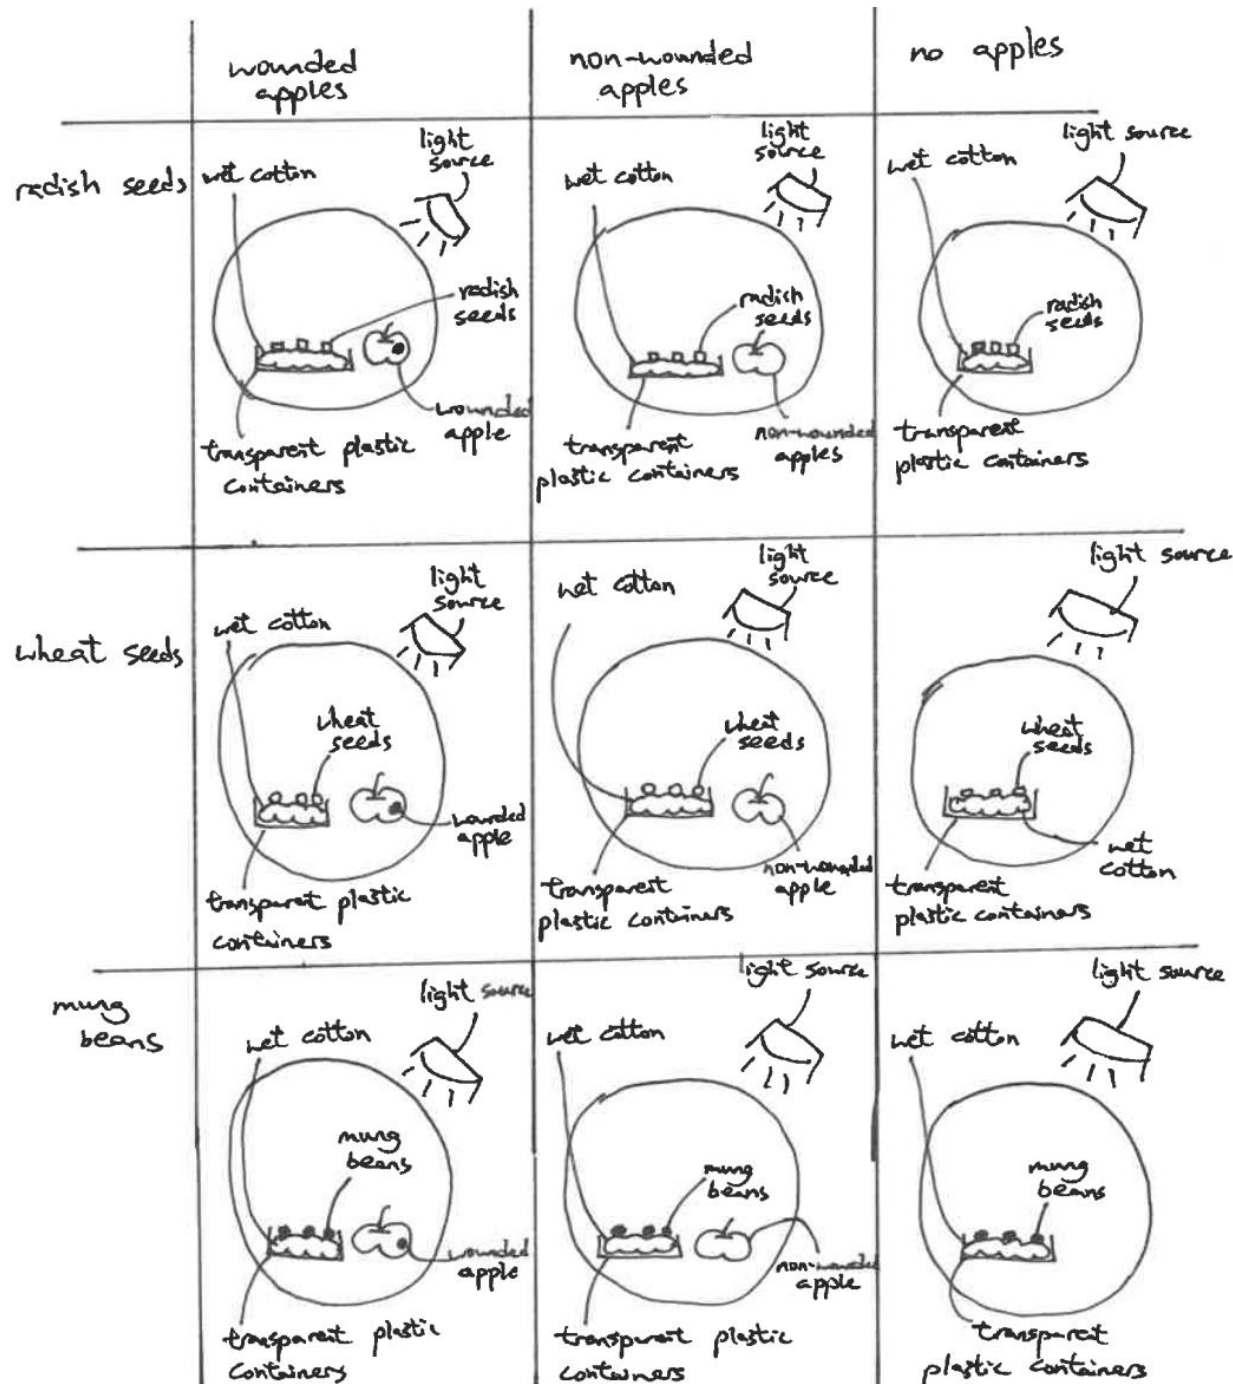 wounded
apples
non-wounded
apples
no apples
radish seeds
wet cotton
light
source
radish
seeds
wounded
apple
transparent plastic
containers
wet cotton
light
source
radish
seeds
non-wounded
apples
transparent
plastic containers
wet cotton
light source
radish
seeds
transparent
plastic containers
wheat seeds
wet cotton
light
source
wheat
seeds
wounded
apple
transparent plastic
containers
wet cotton
light
source
wheat
seeds
non-wounded
apple
transparent
plastic containers
light source
wheat
seeds
wet
cotton
transparent
plastic containers
mung
beans
wet cotton
light source
mung
beans
wounded
apple
transparent plastic
containers
wet cotton
light source
mung
beans
non-wounded
apple
transparent plastic
containers
wet cotton
light source
mung
beans
transparent
plastic containers